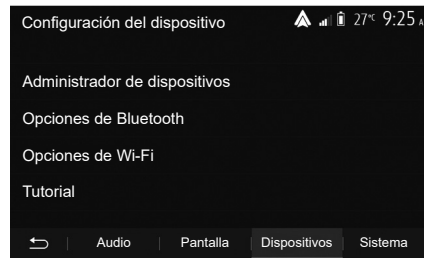 Configuración del dispositivo 27°C 9:25 A
Administrador de dispositivos
Opciones de Bluetooth
Opciones de Wi-Fi
Tutorial
Audio Pantalla Dispositivos Sistema